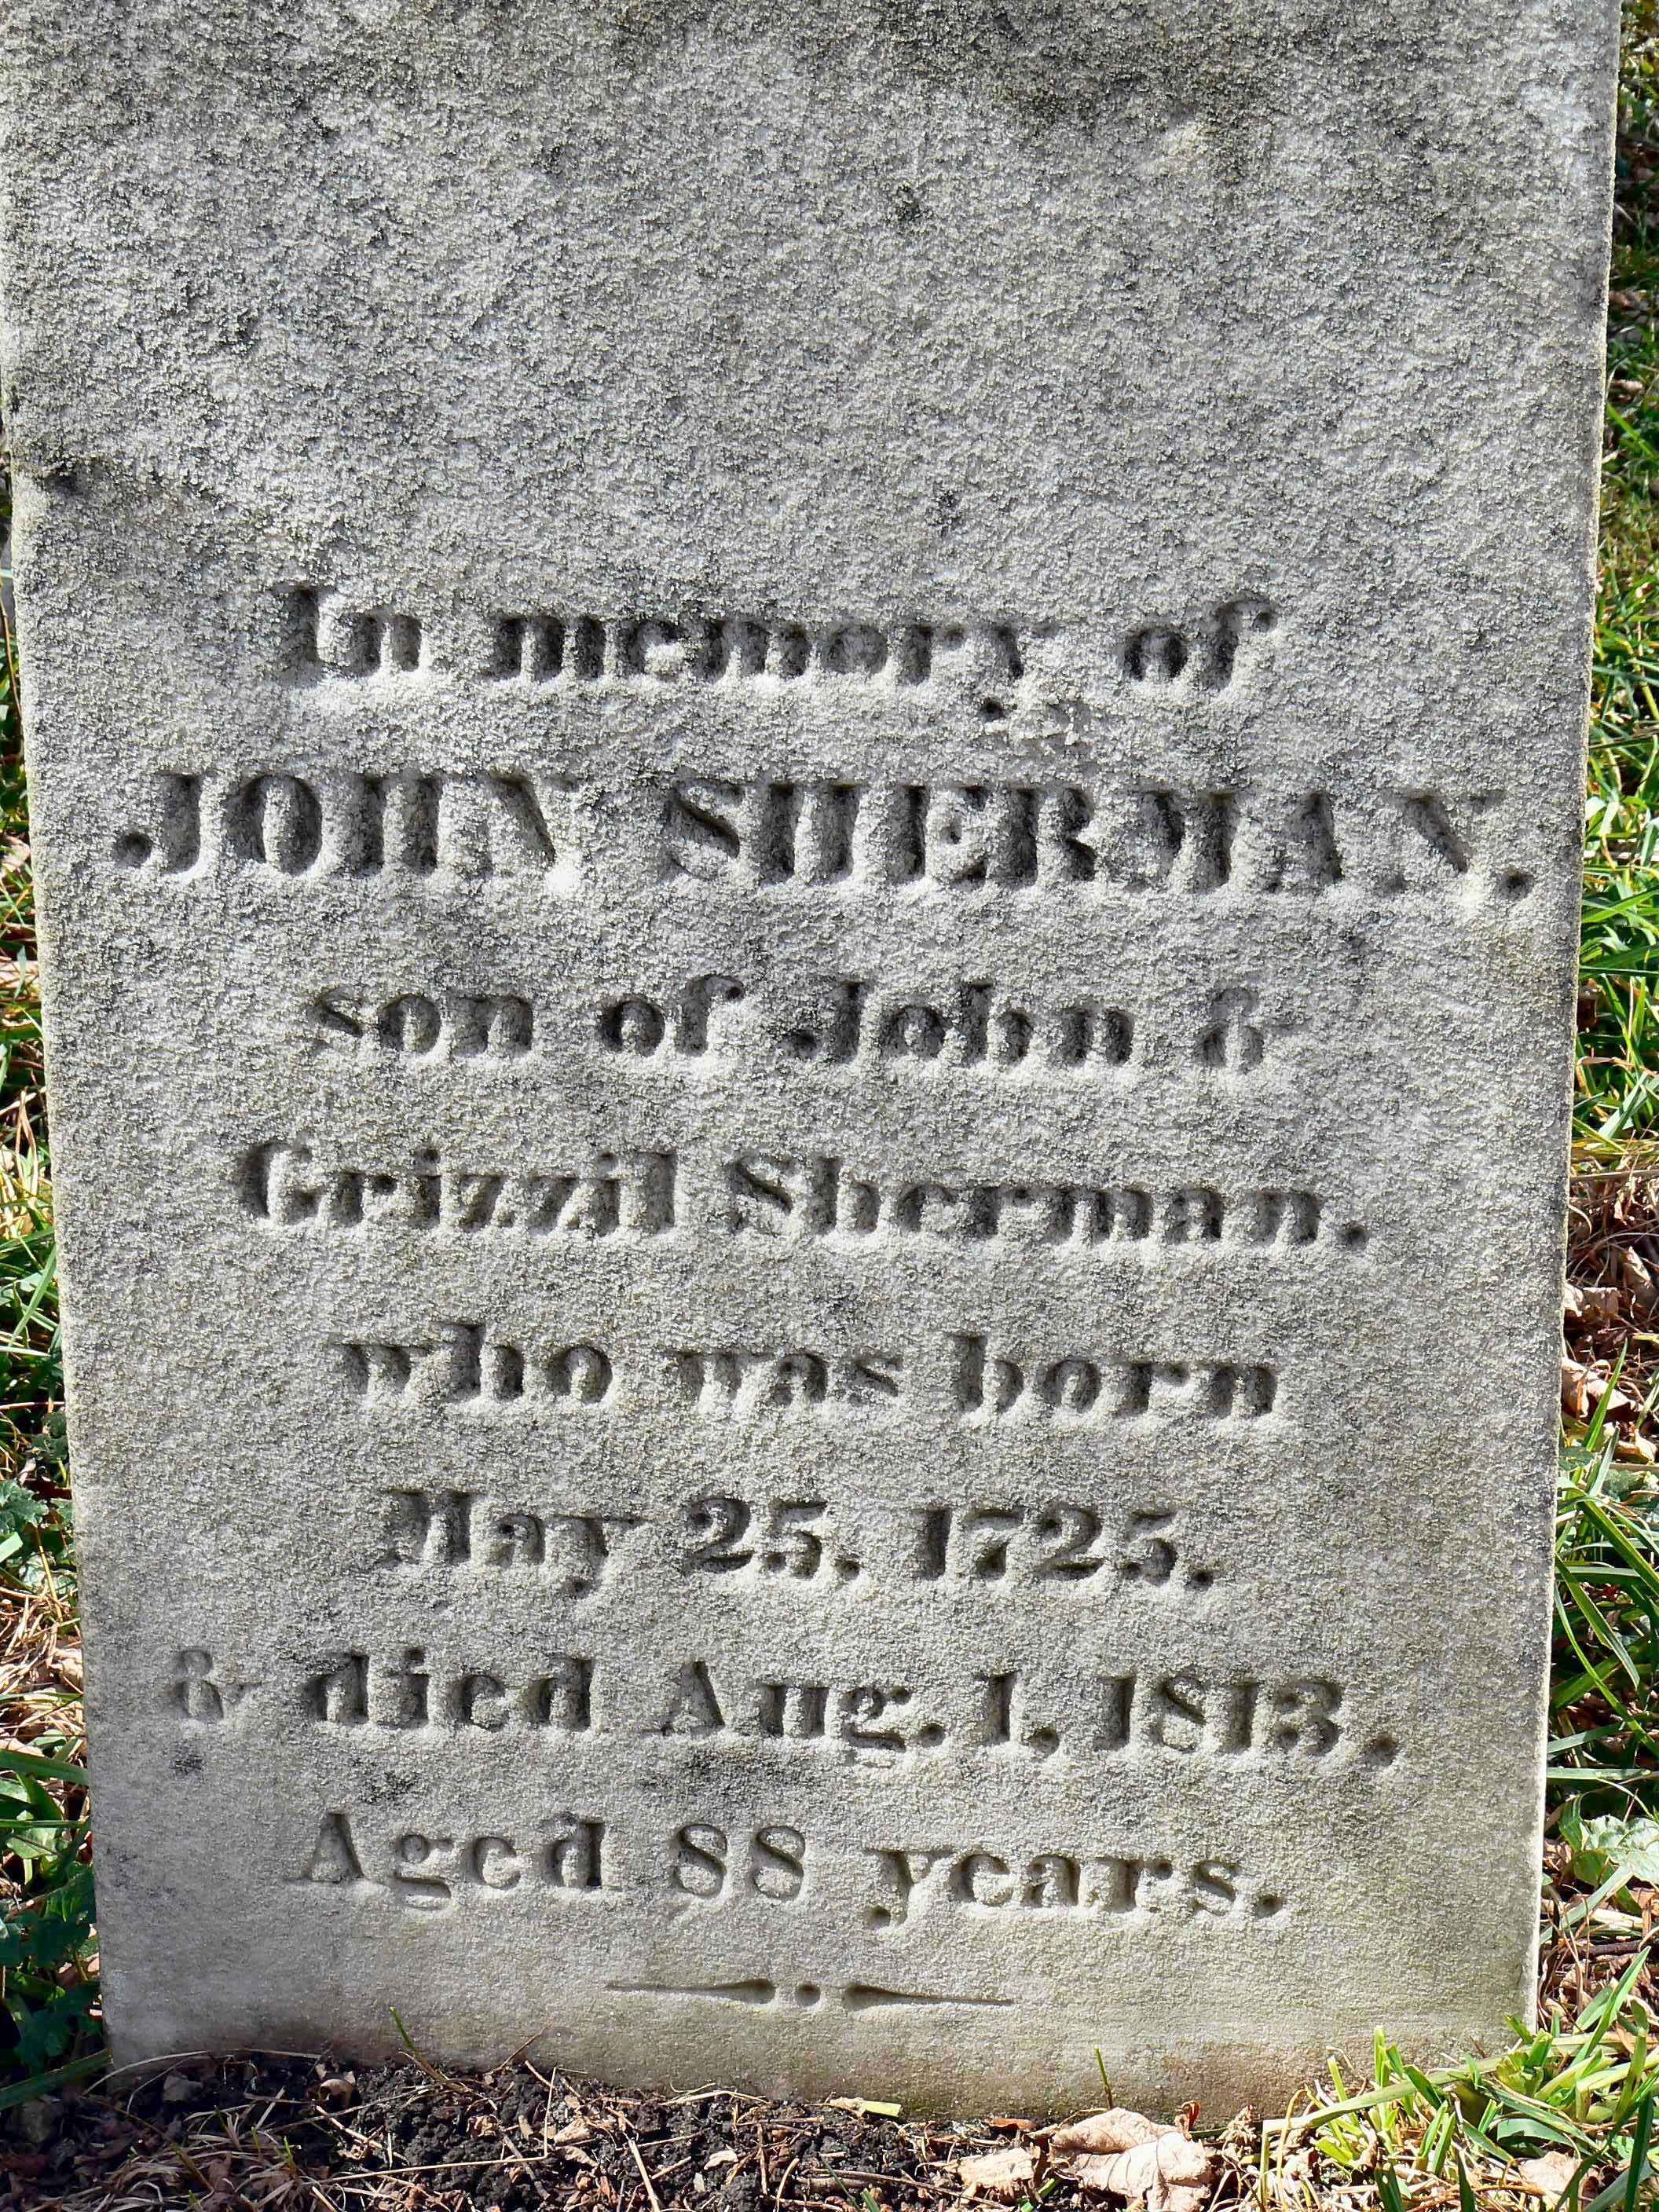 In memory of
JOHN SHERMAN.
son of John &
Grizzil Sherman.
who was born
May 25, 1725.
& died Aug. 1, 1813,
Aged 88 years.